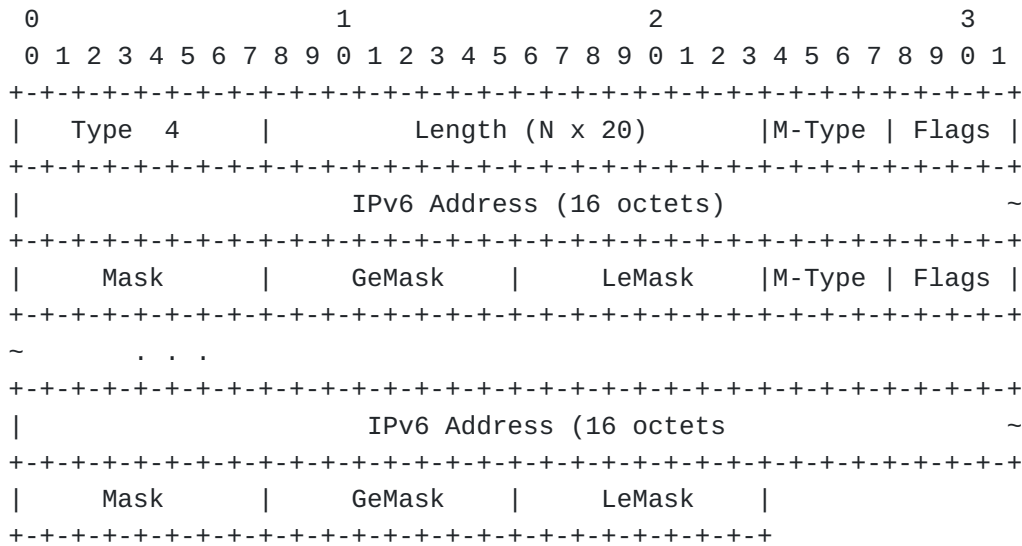 0                   1                   2                   3
 0 1 2 3 4 5 6 7 8 9 0 1 2 3 4 5 6 7 8 9 0 1 2 3 4 5 6 7 8 9 0 1
+-+-+-+-+-+-+-+-+-+-+-+-+-+-+-+-+-+-+-+-+-+-+-+-+-+-+-+-+-+-+-+-+
|   Type  4     |         Length (N x 20)       |M-Type | Flags |
+-+-+-+-+-+-+-+-+-+-+-+-+-+-+-+-+-+-+-+-+-+-+-+-+-+-+-+-+-+-+-+-+
|                     IPv6 Address (16 octets)                  ~
+-+-+-+-+-+-+-+-+-+-+-+-+-+-+-+-+-+-+-+-+-+-+-+-+-+-+-+-+-+-+-+-+
|     Mask      |     GeMask    |     LeMask    |M-Type | Flags |
+-+-+-+-+-+-+-+-+-+-+-+-+-+-+-+-+-+-+-+-+-+-+-+-+-+-+-+-+-+-+-+-+
~       . . .
+-+-+-+-+-+-+-+-+-+-+-+-+-+-+-+-+-+-+-+-+-+-+-+-+-+-+-+-+-+-+-+-+
|                      IPv6 Address (16 octets                  ~
+-+-+-+-+-+-+-+-+-+-+-+-+-+-+-+-+-+-+-+-+-+-+-+-+-+-+-+-+-+-+-+-+
|     Mask      |     GeMask    |     LeMask    |
+-+-+-+-+-+-+-+-+-+-+-+-+-+-+-+-+-+-+-+-+-+-+-+-+